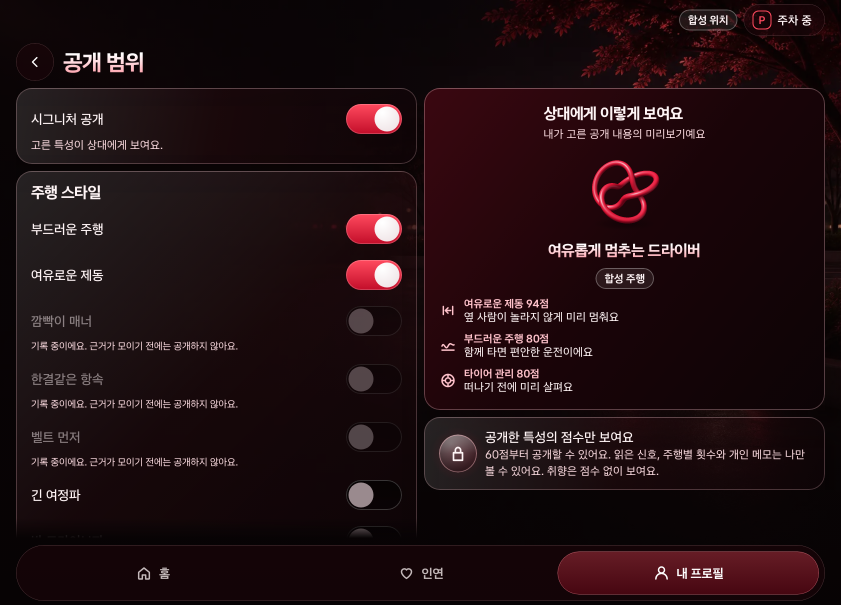 합성 위치
P 주차 중
공개 범위
시그니처 공개
고른 특성이 상대에게 보여요.
주행 스타일
부드러운 주행
여유로운 제동
깜빡이 매너
기록 중이에요. 근거가 모이기 전에는 공개하지 않아요.
한결같은 항속
기록 중이에요. 근거가 모이기 전에는 공개하지 않아요.
벨트 먼저
기록 중이에요. 근거가 모이기 전에는 공개하지 않아요.
긴 여정파
상대에게 이렇게 보여요
내가 고른 공개 내용의 미리보기예요
여유롭게 멈추는 드라이버
합성 주행
여유로운 제동 94점
옆 사람이 놀라지 않게 미리 멈춰요
부드러운 주행 80점
함께 타면 편안한 운전이에요
타이어 관리 80점
떠나기 전에 미리 살펴요
공개한 특성의 점수만 보여요
60점부터 공개할 수 있어요. 읽은 신호, 주행별 횟수와 개인 메모는 나만
볼 수 있어요. 취향은 점수 없이 보여요.
홈
인연
내 프로필